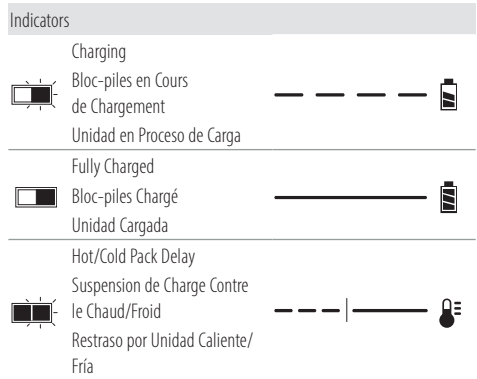 Indicators
Charging
Bloc-piles en Cours
de Chargement
Unidad en Proceso de Carga
Fully Charged
Bloc-piles Chargé
Unidad Cargada
Hot/Cold Pack Delay
Suspension de Charge Contre
le Chaud/Froid
Restraso por Unidad Caliente/
Fría